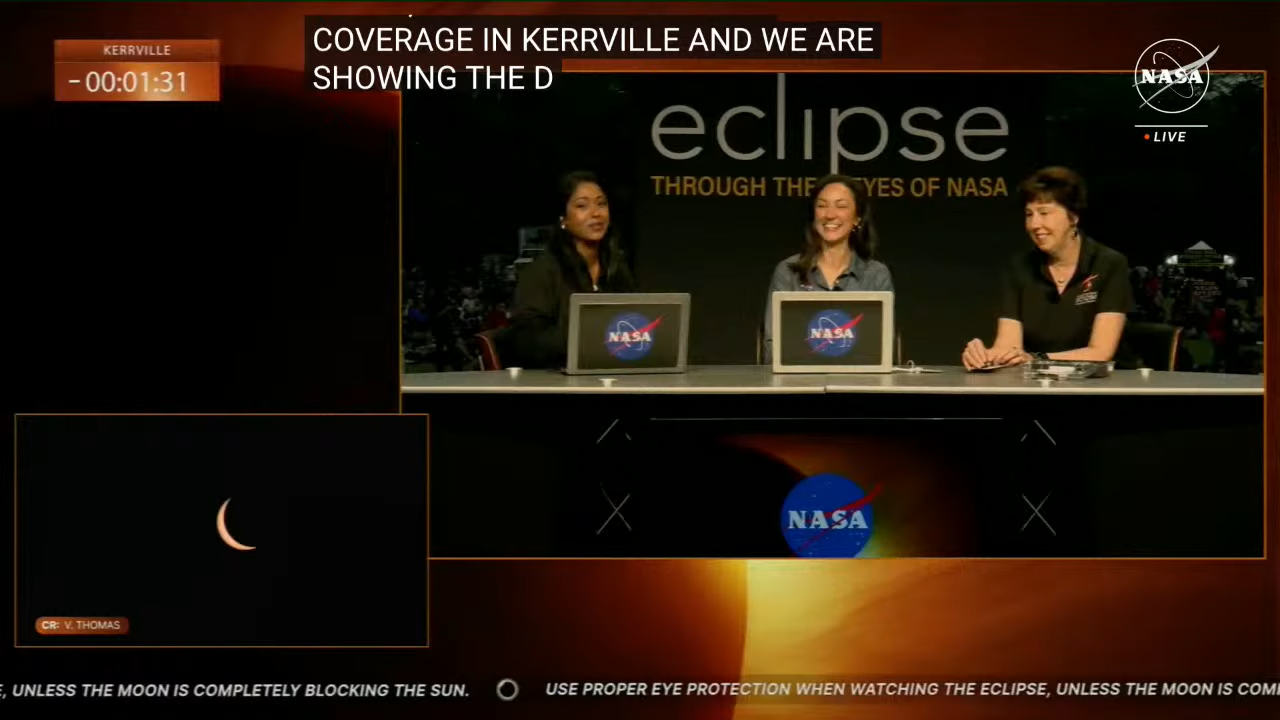 KERRVILLE
-00:01:31
COVERAGE IN KERRVILLE AND WE ARE
SHOWING THE D
NASA
LIVE
eclipse
THROUGH THE EYES OF NASA
NASA
NASA
NASA
CR: V. THOMAS
, UNLESS THE MOON IS COMPLETELY BLOCKING THE SUN. USE PROPER EYE PROTECTION WHEN WATCHING THE ECLIPSE, UNLESS THE MOON IS COM